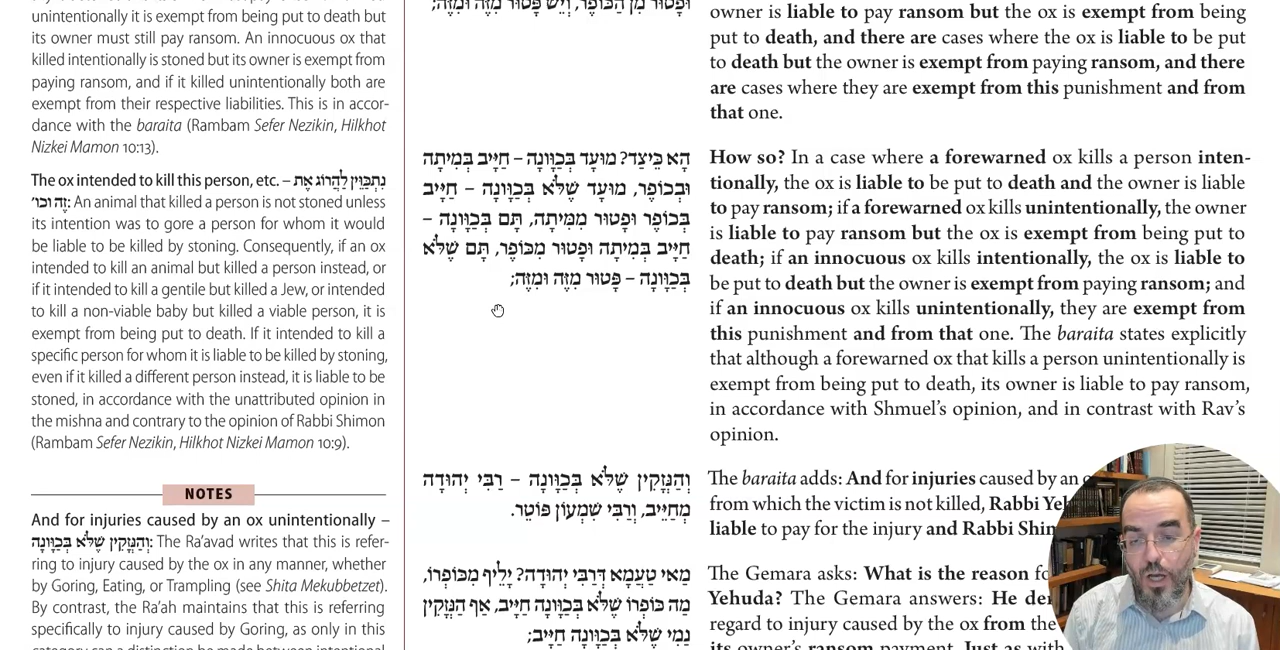 unintentionally it is exempt from being put to death but
its owner must still pay ransom. An innocuous ox that
killed intentionally is stoned but its owner is exempt from
paying ransom, and if it killed unintentionally both are
exempt from their respective liabilities. This is in accor-
dance with the baraita (Rambam Sefer Nezikin, Hilkhot
Nizkei Mamon 10:13).
The ox intended to kill this person, etc. – נִתְכַּוֵּין לַהֲרוֹג אֶת
זֶה וכו׳: An animal that killed a person is not stoned unless
its intention was to gore a person for whom it would
be liable to be killed by stoning. Consequently, if an ox
intended to kill an animal but killed a person instead, or
if it intended to kill a gentile but killed a Jew, or intended
to kill a non-viable baby but killed a viable person, it is
exempt from being put to death. If it intended to kill a
specific person for whom it is liable to be killed by stoning,
even if it killed a different person instead, it is liable to be
stoned, in accordance with the unattributed opinion in
the mishna and contrary to the opinion of Rabbi Shimon
(Rambam Sefer Nezikin, Hilkhot Nizkei Mamon 10:9).
NOTES
And for injuries caused by an ox unintentionally –
וְהַנְּזָקִין שֶׁלֹּא בְּכַוָּונָה: The Ra'avad writes that this is refer-
ring to injury caused by the ox in any manner, whether
by Goring, Eating, or Trampling (see Shita Mekubbetzet).
By contrast, the Ra'ah maintains that this is referring
specifically to injury caused by Goring, as only in this
category can a distinction be made between intentional
וּפָטוּר מִן הַכּוֹפֶר, וְיֵשׁ פָּטוּר מִזֶּה וּמִזֶּה;
הָא כֵּיצַד? מוּעָד בְּכַוָּונָה – חַיָּיב בְּמִיתָה
וּבְכוֹפֶר, מוּעָד שֶׁלֹּא בְּכַוָּונָה – חַיָּיב
בְּכוֹפֶר וּפָטוּר מִמִּיתָה, תָּם בְּכַוָּונָה –
חַיָּיב בְּמִיתָה וּפָטוּר מִכּוֹפֶר, תָּם שֶׁלֹּא
בְּכַוָּונָה – פָּטוּר מִזֶּה וּמִזֶּה;
וְהַנְּזָקִין שֶׁלֹּא בְּכַוָּונָה – רַבִּי יְהוּדָה
מְחַיֵּיב, וְרַבִּי שִׁמְעוֹן פּוֹטֵר.
מַאי טַעֲמָא דְּרַבִּי יְהוּדָה? יָלֵיף מִכּוֹפְרוֹ,
מָה כּוֹפְרוֹ שֶׁלֹּא בְּכַוָּונָה חַיָּיב, אַף הַנְּזָקִין
נַמִי שֶׁלֹּא בְּכַוָּונָה חַיָּיב;
owner is liable to pay ransom but the ox is exempt from being
put to death, and there are cases where the ox is liable to be put
to death but the owner is exempt from paying ransom, and there
are cases where they are exempt from this punishment and from
that one.
How so? In a case where a forewarned ox kills a person inten-
tionally, the ox is liable to be put to death and the owner is liable
to pay ransom; if a forewarned ox kills unintentionally, the owner
is liable to pay ransom but the ox is exempt from being put to
death; if an innocuous ox kills intentionally, the ox is liable to
be put to death but the owner is exempt from paying ransom; and
if an innocuous ox kills unintentionally, they are exempt from
this punishment and from that one. The baraita states explicitly
that although a forewarned ox that kills a person unintentionally is
exempt from being put to death, its owner is liable to pay ransom,
in accordance with Shmuel's opinion, and in contrast with Rav's
opinion.
The baraita adds: And for injuries caused by an
from which the victim is not killed, Rabbi
liable to pay for the injury and Rabbi
The Gemara asks: What is the reason
Yehuda? The Gemara answers: He
regard to injury caused by the ox from the
its owner's ransom payment. Just as with